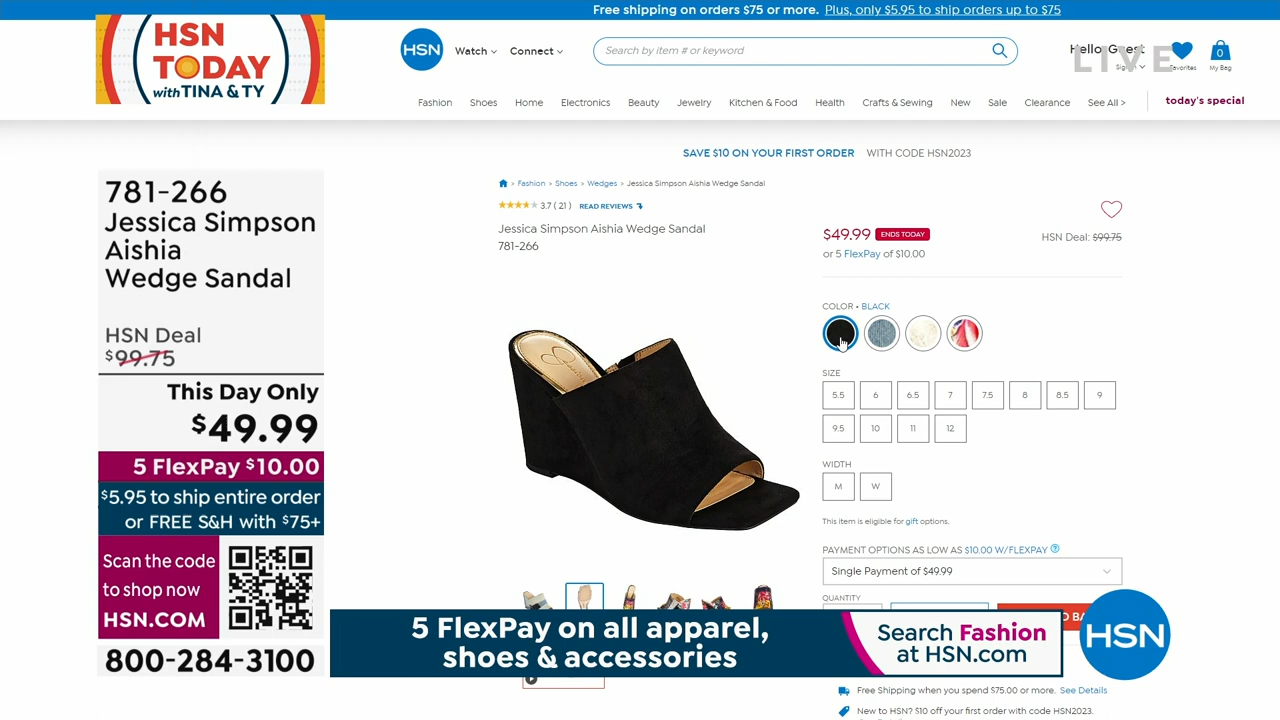 Free shipping on orders $75 or more. Plus, only $5.95 to ship orders up to $75
HSN
TODAY
with TINA & TY
HSN
Watch
Connect
Search by item # or keyword
Hello, Guest
LIVE
Favorites
0
My Bag
Fashion Shoes Home Electronics Beauty Jewelry Kitchen & Food Health Crafts & Sewing New Sale Clearance See All > today's special
SAVE $10 ON YOUR FIRST ORDER WITH CODE HSN2023
> Fashion > Shoes > Wedges > Jessica Simpson Aishia Wedge Sandal
3.7 ( 21 ) READ REVIEWS
Jessica Simpson Aishia Wedge Sandal
781-266
$49.99 ENDS TODAY HSN Deal: $99.75
or 5 FlexPay of $10.00
COLOR • BLACK
SIZE
5.5 6 6.5 7 7.5 8 8.5 9
9.5 10 11 12
WIDTH
M W
This item is eligible for gift options.
PAYMENT OPTIONS AS LOW AS $10.00 W/FLEXPAY
Single Payment of $49.99
QUANTITY
781-266
Jessica Simpson
Aishia
Wedge Sandal
HSN Deal
$99.75
This Day Only
$49.99
5 FlexPay $10.00
$5.95 to ship entire order
or FREE S&H with $75+
Scan the code
to shop now
HSN.COM
800-284-3100
5 FlexPay on all apparel,
shoes & accessories
Search Fashion
at HSN.com
HSN
Free Shipping when you spend $75.00 or more. See Details
New to HSN? $10 off your first order with code HSN2023.